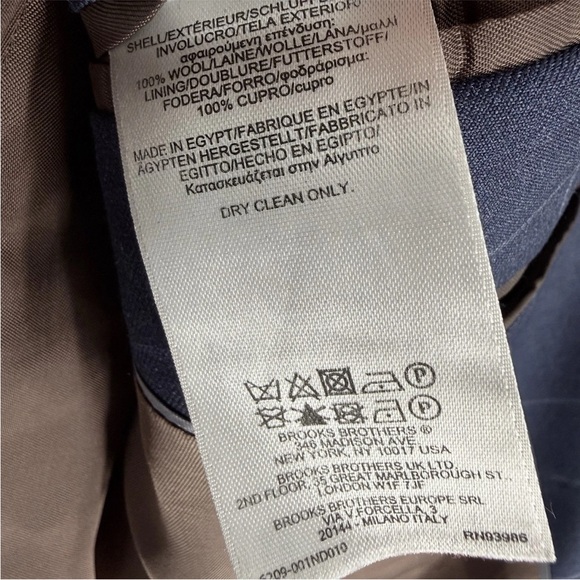 SHELL/EXTÉRIEUR/SCHLUPF
INVOLUCRO/TELA EXTERIOR/
αφαιρούμενη επένδυση:
100% WOOL/LAINE/WOLLE/LANA/μαλλί
LINING/DOUBLURE/FUTTERSTOFF/
FODERA/FORRO/φοδράρισμα:
100% CUPRO/cupro
MADE IN EGYPT/FABRIQUE EN EGYPTE/IN
ÄGYPTEN HERGESTELLT/FABBRICATO IN
EGITTO/HECHO EN EGIPTO/
Κατασκευάζεται στην Αίγυπτο
DRY CLEAN ONLY.
P
P
BROOKS BROTHERS ®
346 MADISON AVE.
NEW YORK, NY 10017 USA
BROOKS BROTHERS UK LTD.
2ND FLOOR, 35 GREAT MARLBOROUGH ST.,
LONDON W1F 7JF
BROOKS BROTHERS EUROPE SRL
VIA V.FORCELLA, 3
20144 - MILANO ITALY
RN03986
6209-001ND010